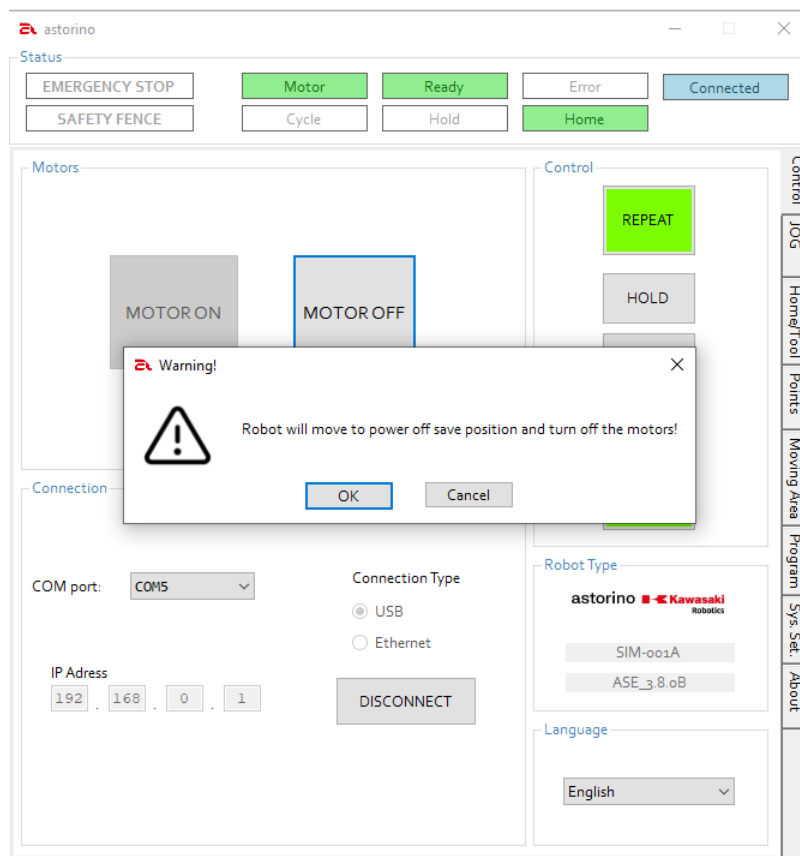 astorino
Status
EMERGENCY STOP
Motor
Ready
Error
Connected
SAFETY FENCE
Cycle
Hold
Home
Motors
MOTOR ON
MOTOR OFF
Control
REPEAT
HOLD
Warning!
Robot will move to power off save position and turn off the motors!
OK
Cancel
Connection
COM port:
COM5
Connection Type
USB
Ethernet
IP Adress
192 . 168 . 0 . 1
DISCONNECT
Robot Type
astorino Kawasaki
Robotics
SIM-001A
ASE_3.8.0B
Language
English
Control
JOG
Home/Tool
Points
Moving Area
Program
Sys. Set.
About